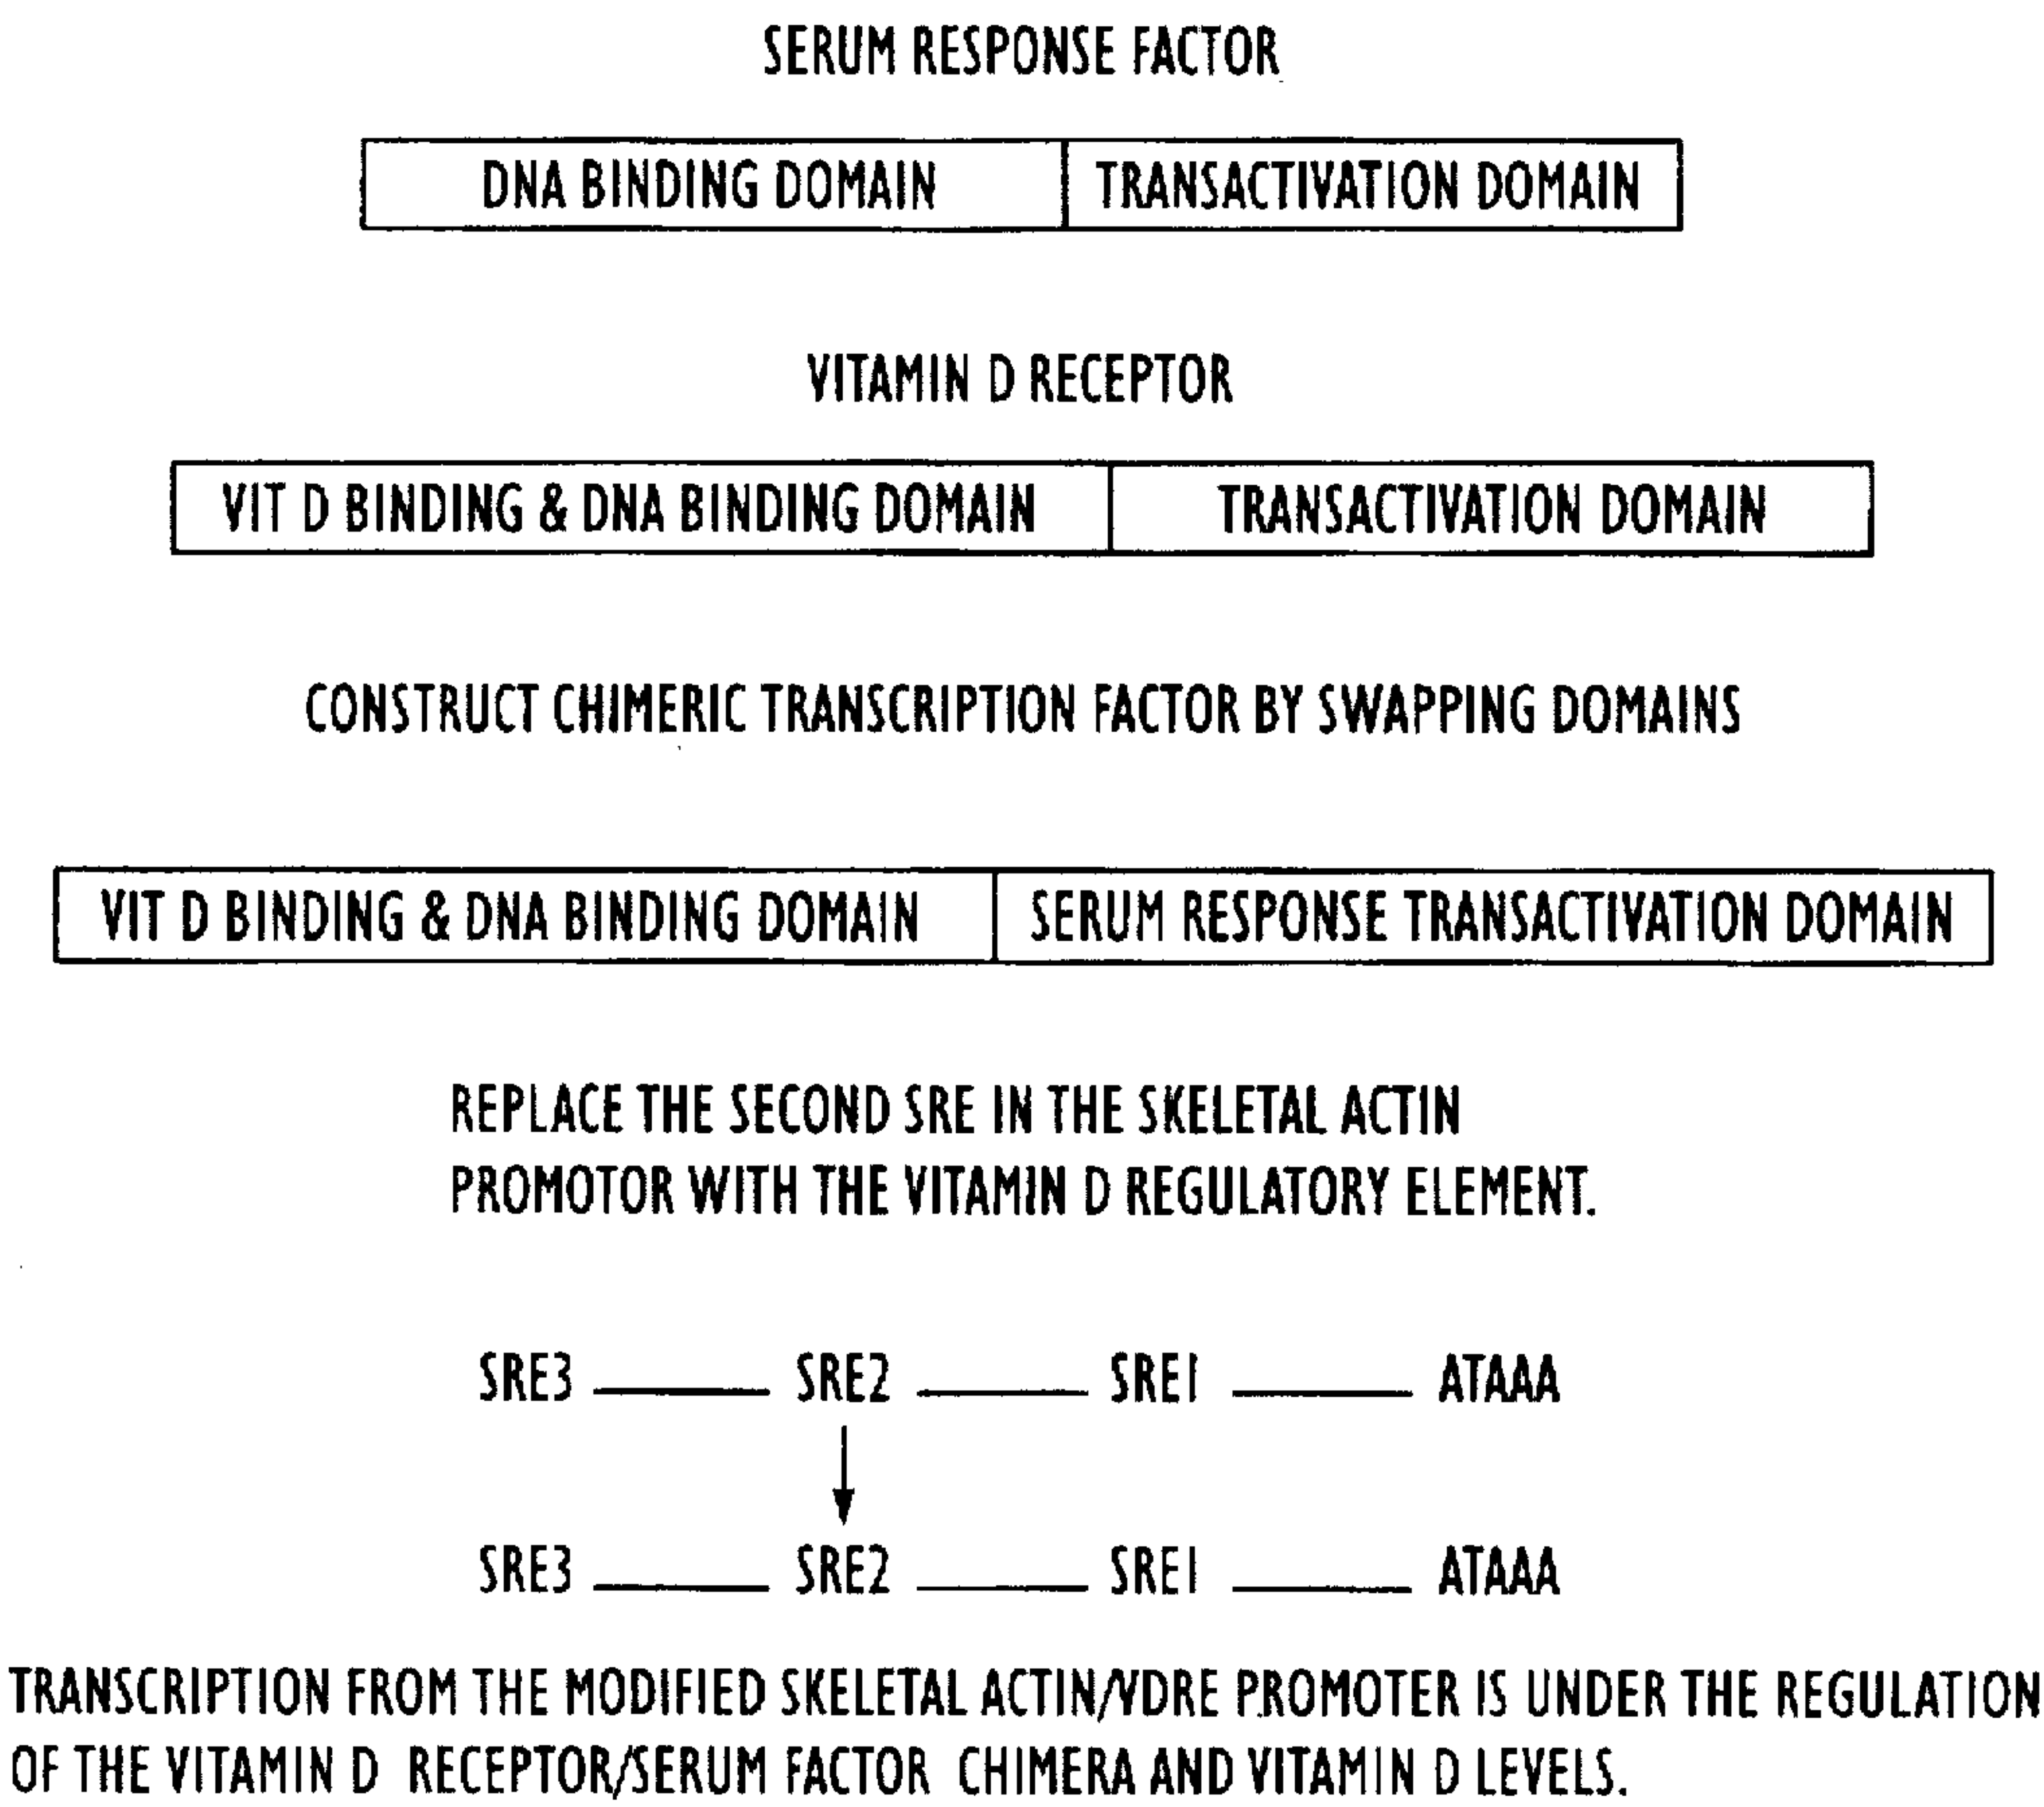 SERUM RESPONSE FACTOR
DNA BINDING DOMAIN TRANSACTIVATION DOMAIN
VITAMIN D RECEPTOR
VIT D BINDING & DNA BINDING DOMAIN TRANSACTIVATION DOMAIN
CONSTRUCT CHIMERIC TRANSCRIPTION FACTOR BY SWAPPING DOMAINS
VIT D BINDING & DNA BINDING DOMAIN SERUM RESPONSE TRANSACTIVATION DOMAIN
REPLACE THE SECOND SRE IN THE SKELETAL ACTIN
PROMOTOR WITH THE VITAMIN D REGULATORY ELEMENT.
SRE3 SRE2 SRE1 ATAAA
SRE3 SRE2 SRE1 ATAAA
TRANSCRIPTION FROM THE MODIFIED SKELETAL ACTIN/VDRE PROMOTER IS UNDER THE REGULATION
OF THE VITAMIN D RECEPTOR/SERUM FACTOR CHIMERA AND VITAMIN D LEVELS.